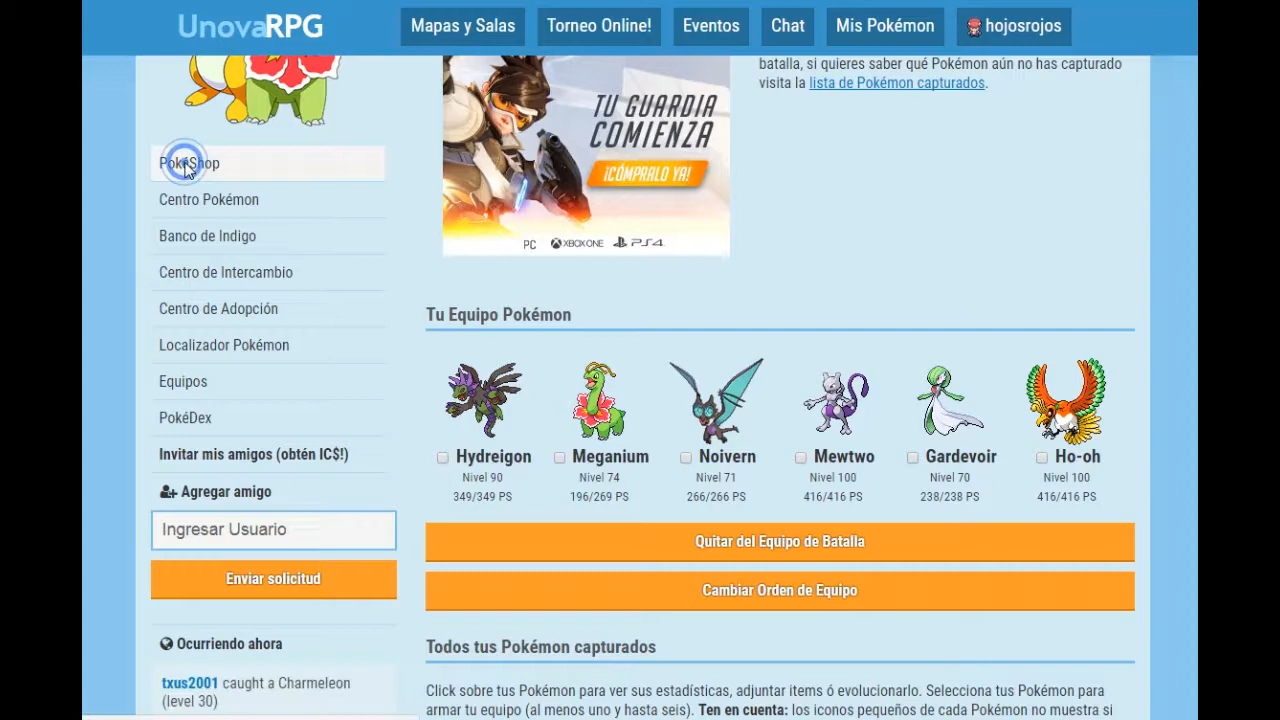 UnovaRPG
Mapas y Salas
Torneo Online!
Eventos
Chat
Mis Pokémon
hojosrojos
batalla, si quieres saber qué Pokémon aún no has capturado
visita la lista de Pokémon capturados.
TU GUARDIA
COMIENZA
¡CÓMPRALO YA!
PC XBOX ONE PS4
PokéShop
Centro Pokémon
Banco de Indigo
Centro de Intercambio
Centro de Adopción
Localizador Pokémon
Equipos
PokéDex
Invitar mis amigos (obtén IC$!)
Agregar amigo
Ingresar Usuario
Enviar solicitud
Ocurriendo ahora
txus2001 caught a Charmeleon
(level 30)
Tu Equipo Pokémon
Hydreigon
Nivel 90
349/349 PS
Meganium
Nivel 74
196/269 PS
Noivern
Nivel 71
266/266 PS
Mewtwo
Nivel 100
416/416 PS
Gardevoir
Nivel 70
238/238 PS
Ho-oh
Nivel 100
416/416 PS
Quitar del Equipo de Batalla
Cambiar Orden de Equipo
Todos tus Pokémon capturados
Click sobre tus Pokémon para ver sus estadísticas, adjuntar items ó evolucionarlo. Selecciona tus Pokémon para
armar tu equipo (al menos uno y hasta seis). Ten en cuenta: los iconos pequeños de cada Pokémon no muestra si